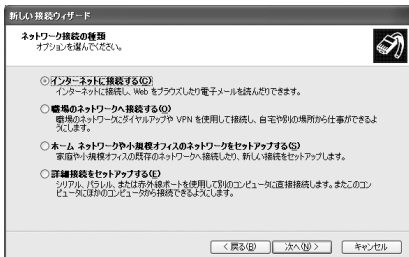 新しい接続ウィザード
ネットワーク接続の種類
オプションを選んでください。
インターネットに接続する(C)
インターネットに接続し、Web をブラウズしたり電子メールを読んだりできます。
職場のネットワークへ接続する(O)
職場のネットワークにダイヤルアップや VPN を使用して接続し、自宅や別の場所から仕事ができるよ
うにします。
ホーム ネットワークや小規模オフィスのネットワークをセットアップする(S)
家庭や小規模オフィスの既存のネットワークへ接続したり、新しい接続をセットアップします。
詳細接続をセットアップする(E)
シリアル、パラレル、または赤外線ポートを使用して別のコンピュータに直接接続します。またこのコン
ピュータにほかのコンピュータから接続できるようにします。
< 戻る(B)
次へ(N) >
キャンセル